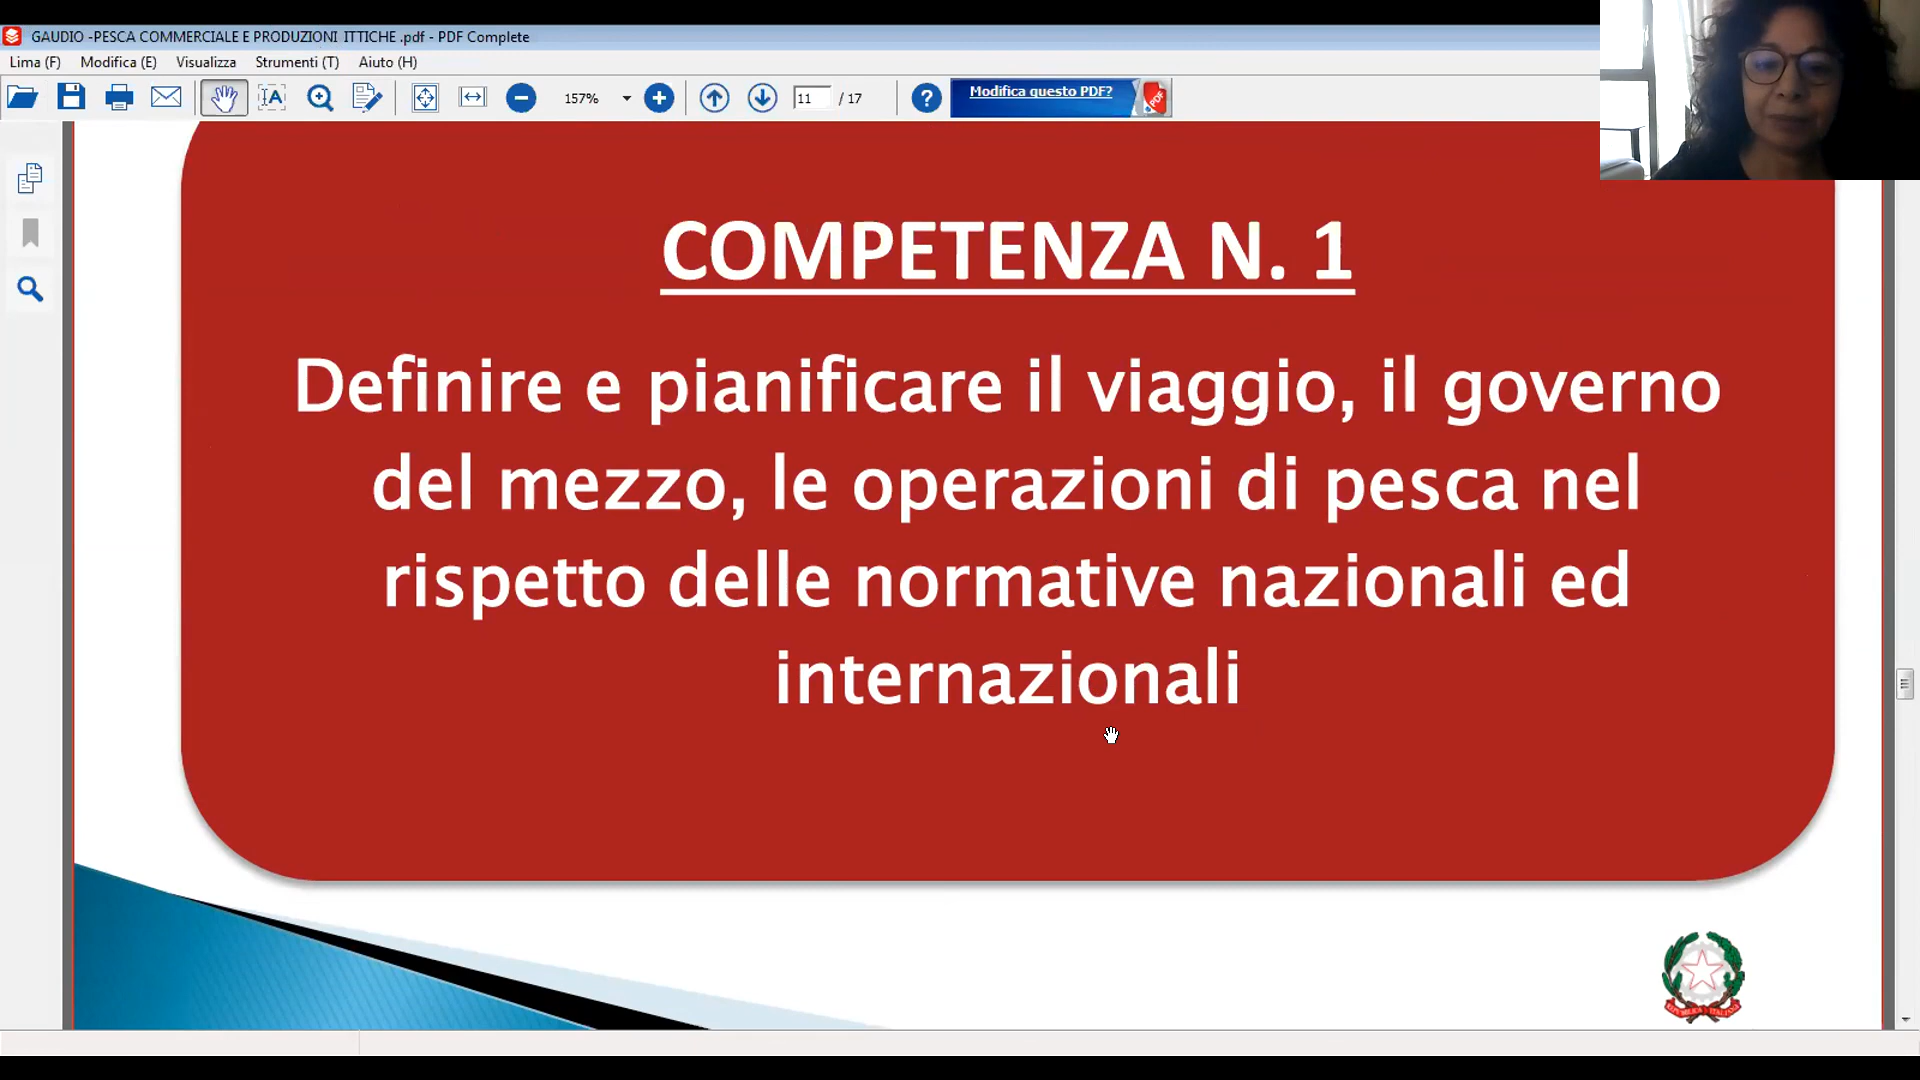 GAUDIO -PESCA COMMERCIALE E PRODUZIONI ITTICHE .pdf - PDF Complete
Lima (F) Modifica (E) Visualizza Strumenti (T) Aiuto (H)
157% 11 / 17 Modifica questo PDF?
COMPETENZA N. 1
Definire e pianificare il viaggio, il governo
del mezzo, le operazioni di pesca nel
rispetto delle normative nazionali ed
internazionali